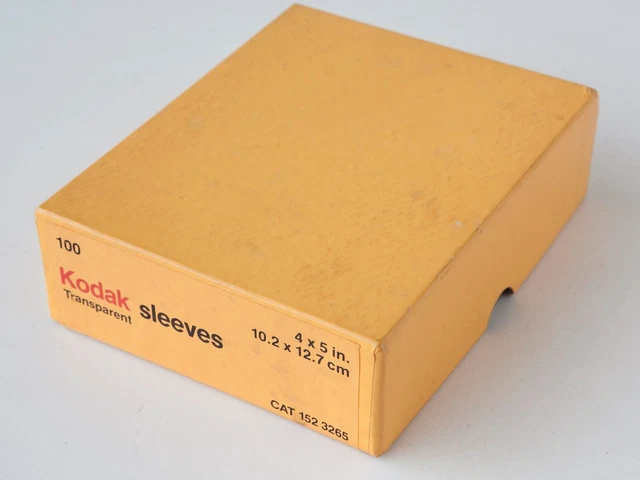 100
Kodak
Transparent sleeves
4 x 5 in.
10.2 x 12.7 cm
CAT 152 3265